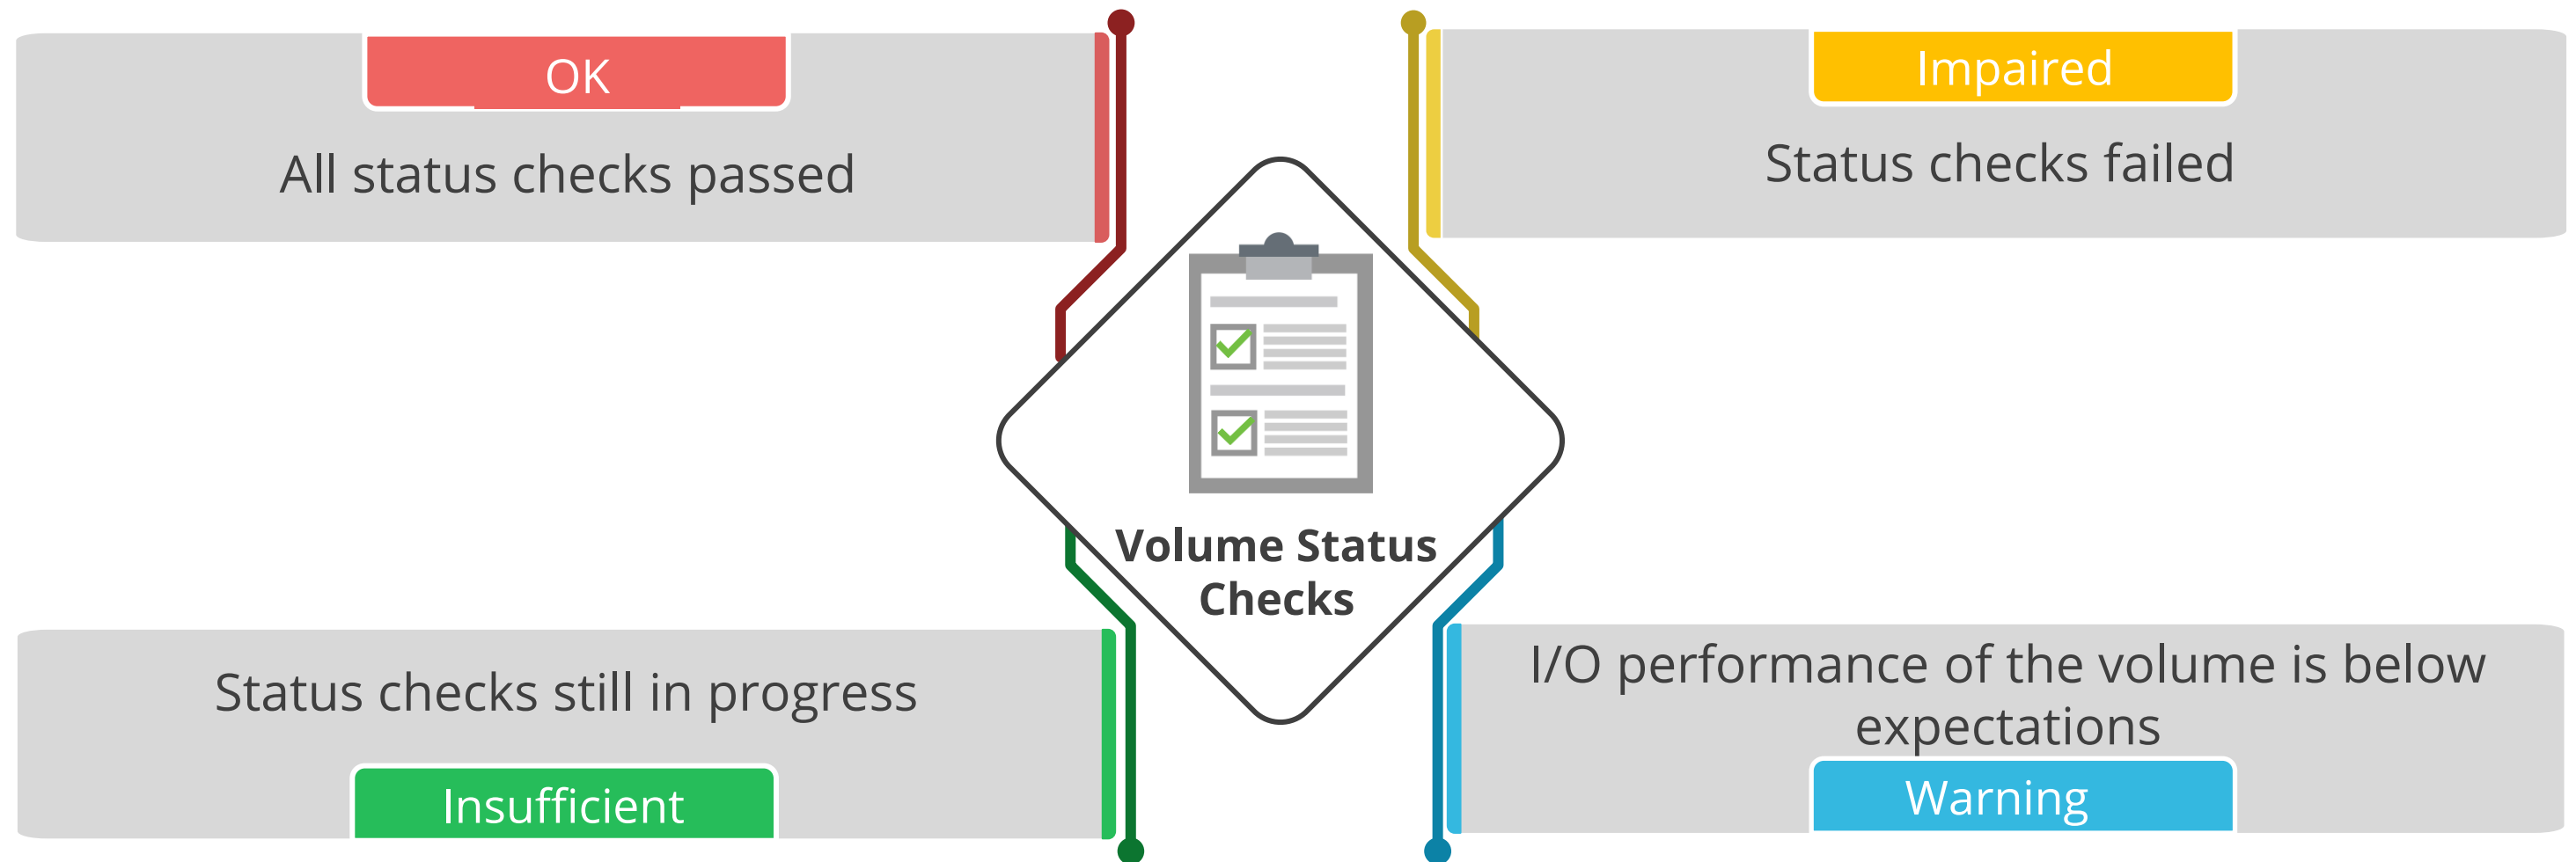 OK
All status checks passed
Impaired
Status checks failed
Volume Status
Checks
Status checks still in progress
Insufficient
I/O performance of the volume is below
expectations
Warning